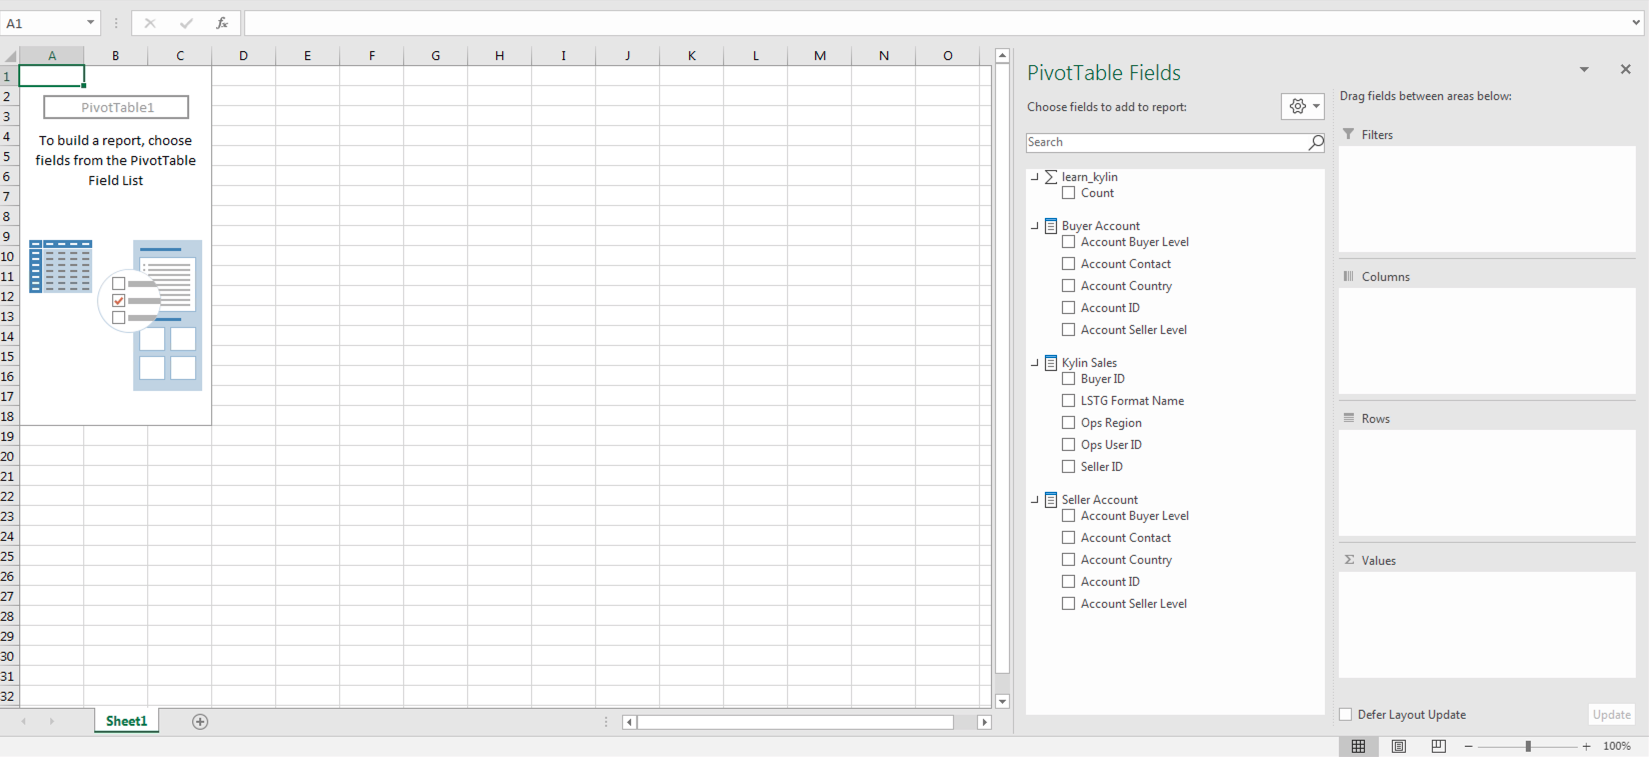 A1
fx
A B C D E F G H I J K L M N O
1
2
3
4
5
6
7
8
9
10
11
12
13
14
15
16
17
18
19
20
21
22
23
24
25
26
27
28
29
30
31
32
PivotTable1
To build a report, choose
fields from the PivotTable
Field List
Sheet1
PivotTable Fields
Choose fields to add to report:
Search
learn_kylin
Count
Buyer Account
Account Buyer Level
Account Contact
Account Country
Account ID
Account Seller Level
Kylin Sales
Buyer ID
LSTG Format Name
Ops Region
Ops User ID
Seller ID
Seller Account
Account Buyer Level
Account Contact
Account Country
Account ID
Account Seller Level
Drag fields between areas below:
Filters
Columns
Rows
Σ Values
Defer Layout Update
Update
100%